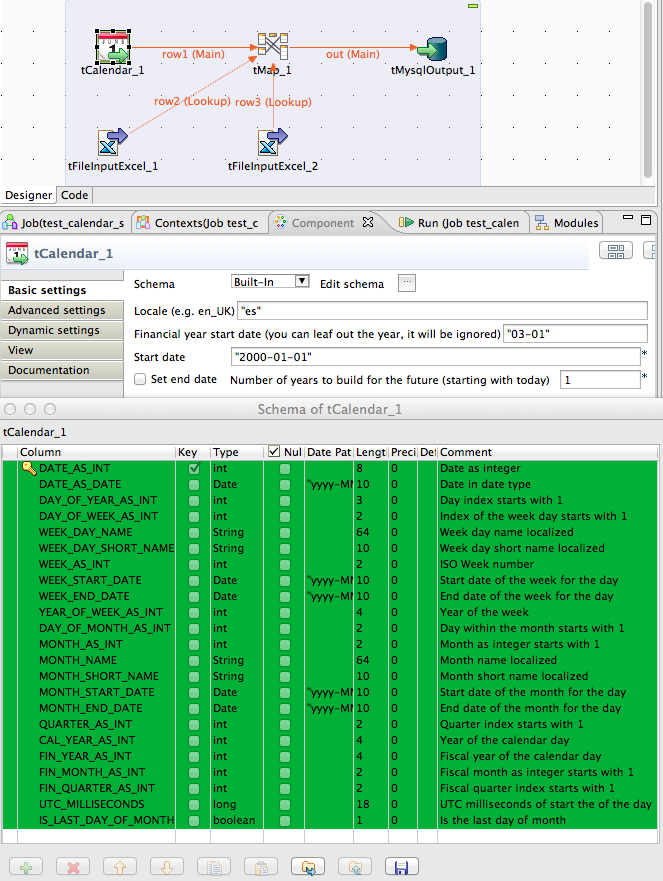 tCalendar_1
row1 (Main)
tMap_1
out (Main)
tMysqlOutput_1
row2 (Lookup)
row3 (Lookup)
tFileInputExcel_1
tFileInputExcel_2
Designer
Code
Job(test_calendar_s
Contexts(Job test_c
Component
Run (Job test_calen
Modules
tCalendar_1
Basic settings
Advanced settings
Dynamic settings
View
Documentation
Schema
Built-In
Edit schema
...
Locale (e.g. en_UK)
"es"
Financial year start date (you can leaf out the year, it will be ignored)
"03-01"
Start date
"2000-01-01"
*
Set end date
Number of years to build for the future (starting with today)
1
*
Schema of tCalendar_1
tCalendar_1
Column Key Type Nul Date Pat Lengt Preci Def Comment
DATE_AS_INT int 8 0 Date as integer
DATE_AS_DATE Date "yyyy-MM 10 0 Date in date type
DAY_OF_YEAR_AS_INT int 3 0 Day index starts with 1
DAY_OF_WEEK_AS_INT int 2 0 Index of the week day starts with 1
WEEK_DAY_NAME String 64 0 Week day name localized
WEEK_DAY_SHORT_NAME String 10 0 Week day short name localized
WEEK_AS_INT int 2 0 ISO Week number
WEEK_START_DATE Date "yyyy-MM 10 0 Start date of the week for the day
WEEK_END_DATE Date "yyyy-MM 10 0 End date of the week for the day
YEAR_OF_WEEK_AS_INT int 4 0 Year of the week
DAY_OF_MONTH_AS_INT int 2 0 Day within the month starts with 1
MONTH_AS_INT int 2 0 Month as integer starts with 1
MONTH_NAME String 64 0 Month name localized
MONTH_SHORT_NAME String 10 0 Month short name localized
MONTH_START_DATE Date "yyyy-MM 10 0 Start date of the month for the day
MONTH_END_DATE Date "yyyy-MM 10 0 End date of the month for the day
QUARTER_AS_INT int 2 0 Quarter index starts with 1
CAL_YEAR_AS_INT int 4 0 Year of the calendar day
FIN_YEAR_AS_INT int 4 0 Fiscal year of the calendar day
FIN_MONTH_AS_INT int 2 0 Fiscal month as integer starts with 1
FIN_QUARTER_AS_INT int 2 0 Fiscal quarter index starts with 1
UTC_MILLISECONDS long 18 0 UTC milliseconds of start the of the day
IS_LAST_DAY_OF_MONTH boolean 1 0 Is the last day of month